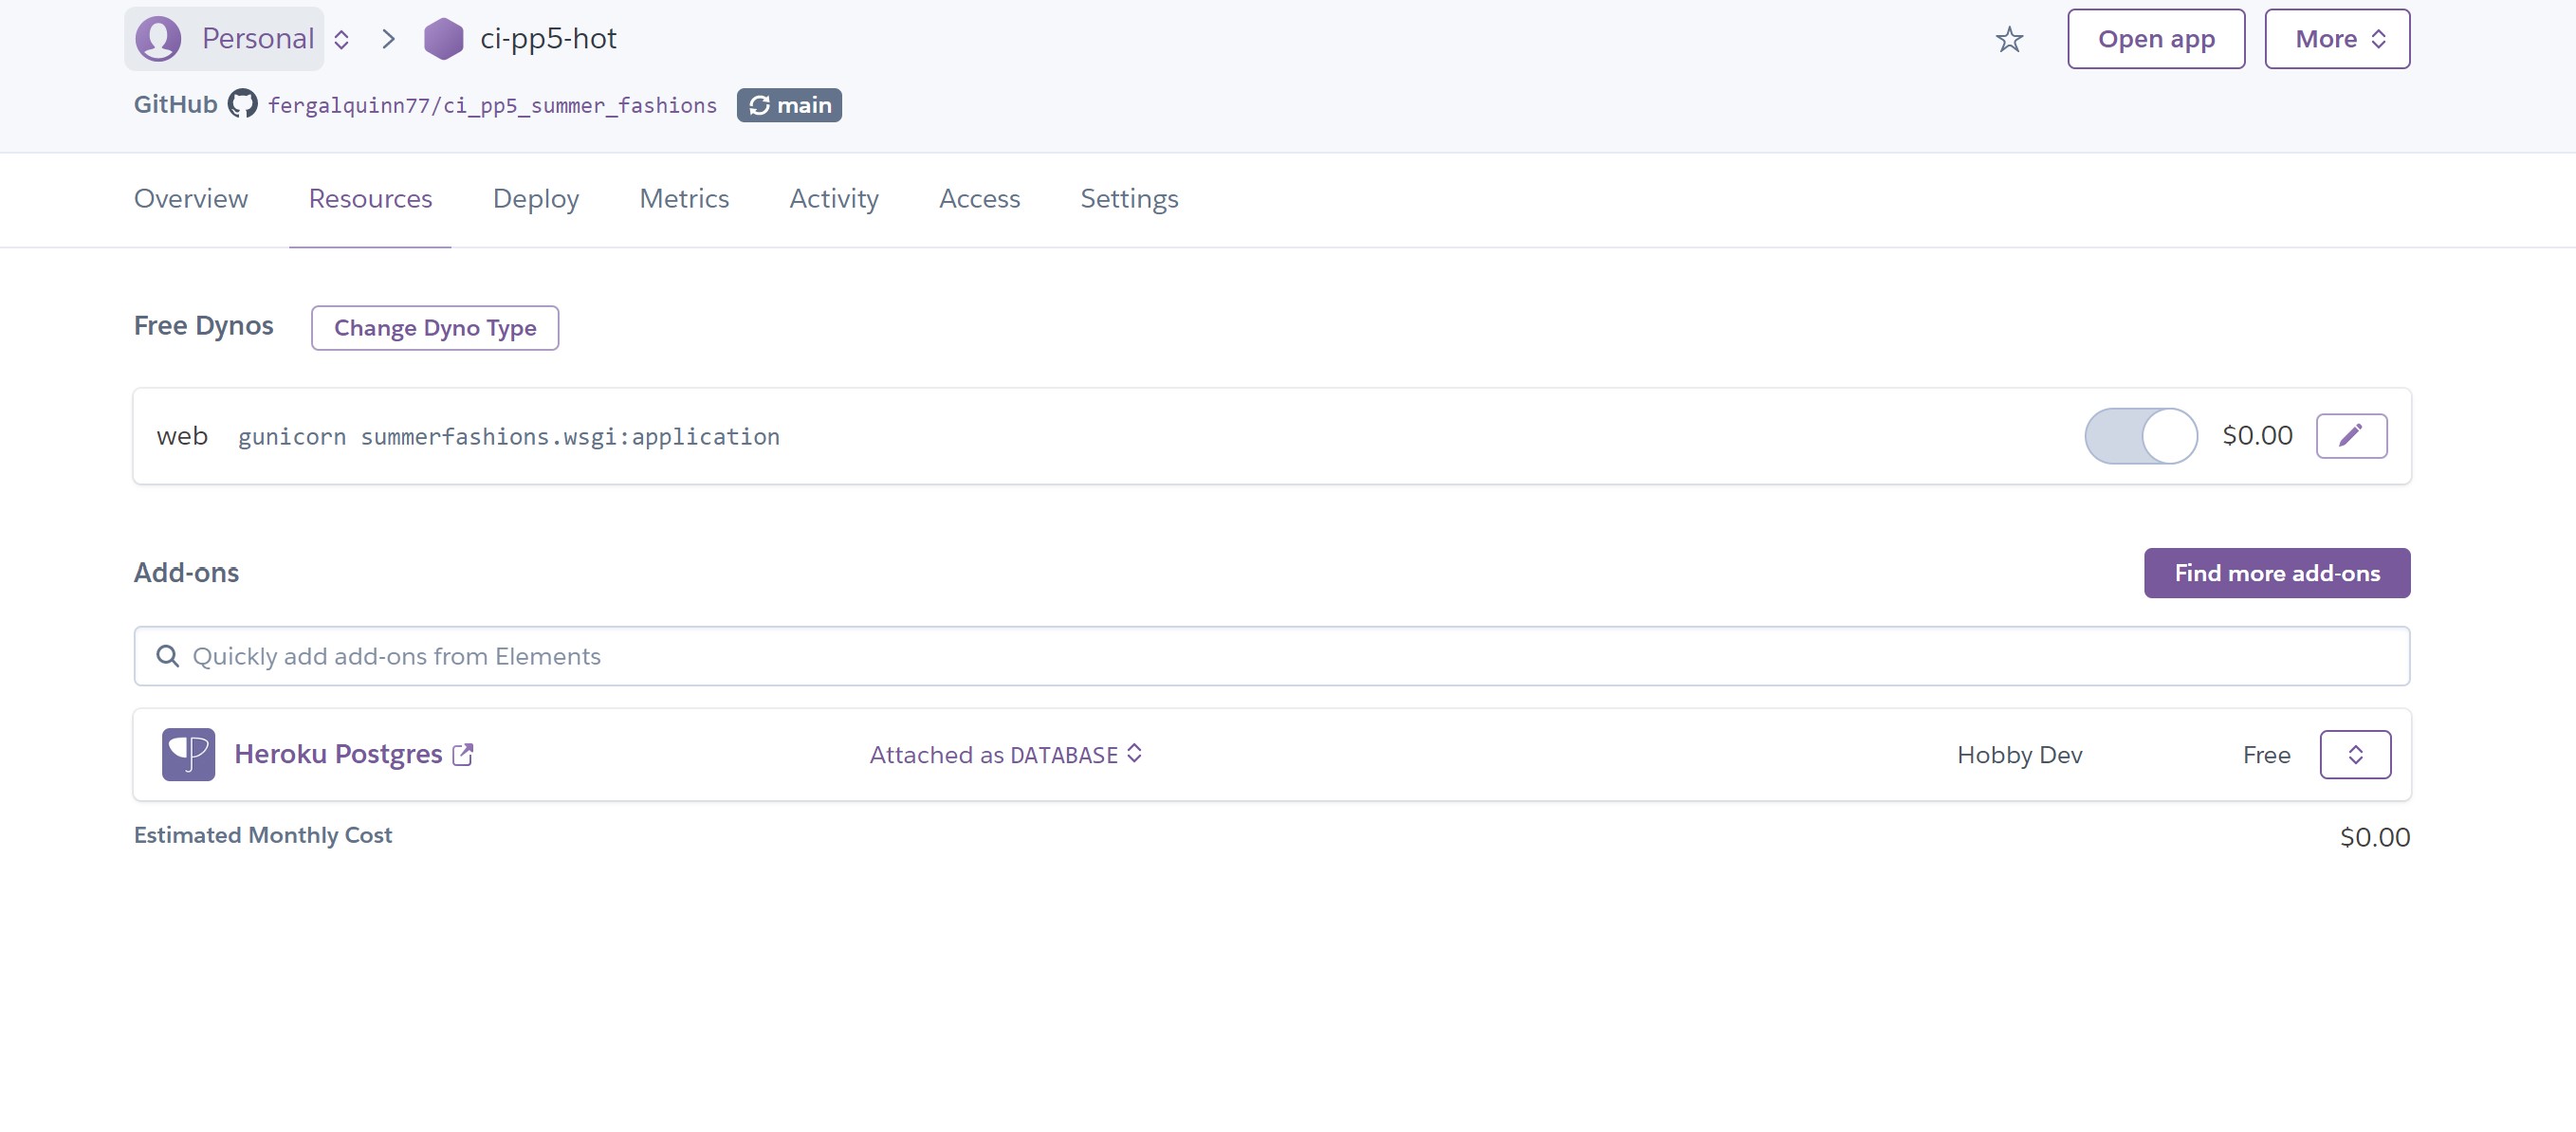 Personal ci-pp5-hot Open app More
GitHub fergalquinn77/ci_pp5_summer_fashions main
Overview Resources Deploy Metrics Activity Access Settings
Free Dynos Change Dyno Type
web gunicorn summerfashions.wsgi:application $0.00
Add-ons Find more add-ons
Quickly add add-ons from Elements
Heroku Postgres Attached as DATABASE Hobby Dev Free
Estimated Monthly Cost $0.00